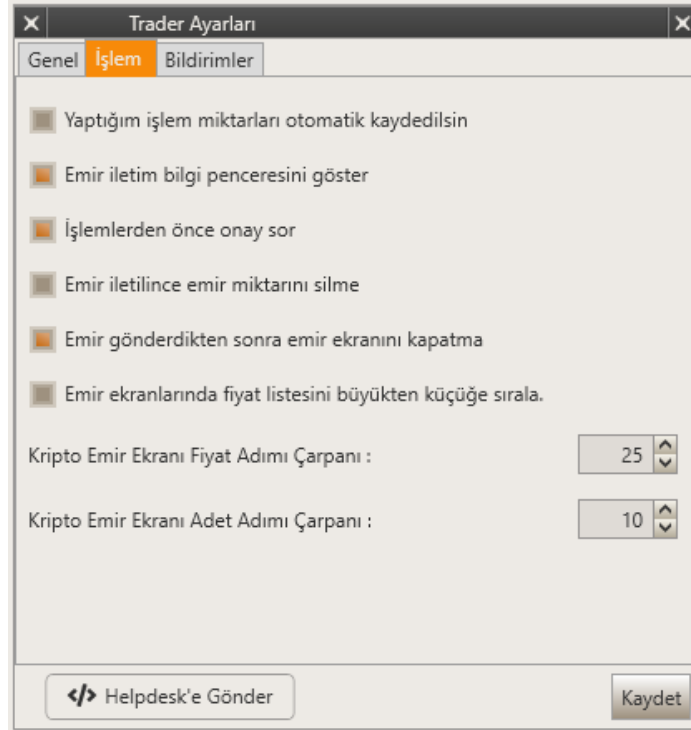 Trader Ayarları
Genel İşlem Bildirimler
Yaptığım işlem miktarları otomatik kaydedilsin
Emir iletim bilgi penceresini göster
İşlemlerden önce onay sor
Emir iletilince emir miktarını silme
Emir gönderdikten sonra emir ekranını kapatma
Emir ekranlarında fiyat listesini büyükten küçüğe sırala.
Kripto Emir Ekranı Fiyat Adımı Çarpanı : 25
Kripto Emir Ekranı Adet Adımı Çarpanı : 10
</> Helpdesk'e Gönder Kaydet